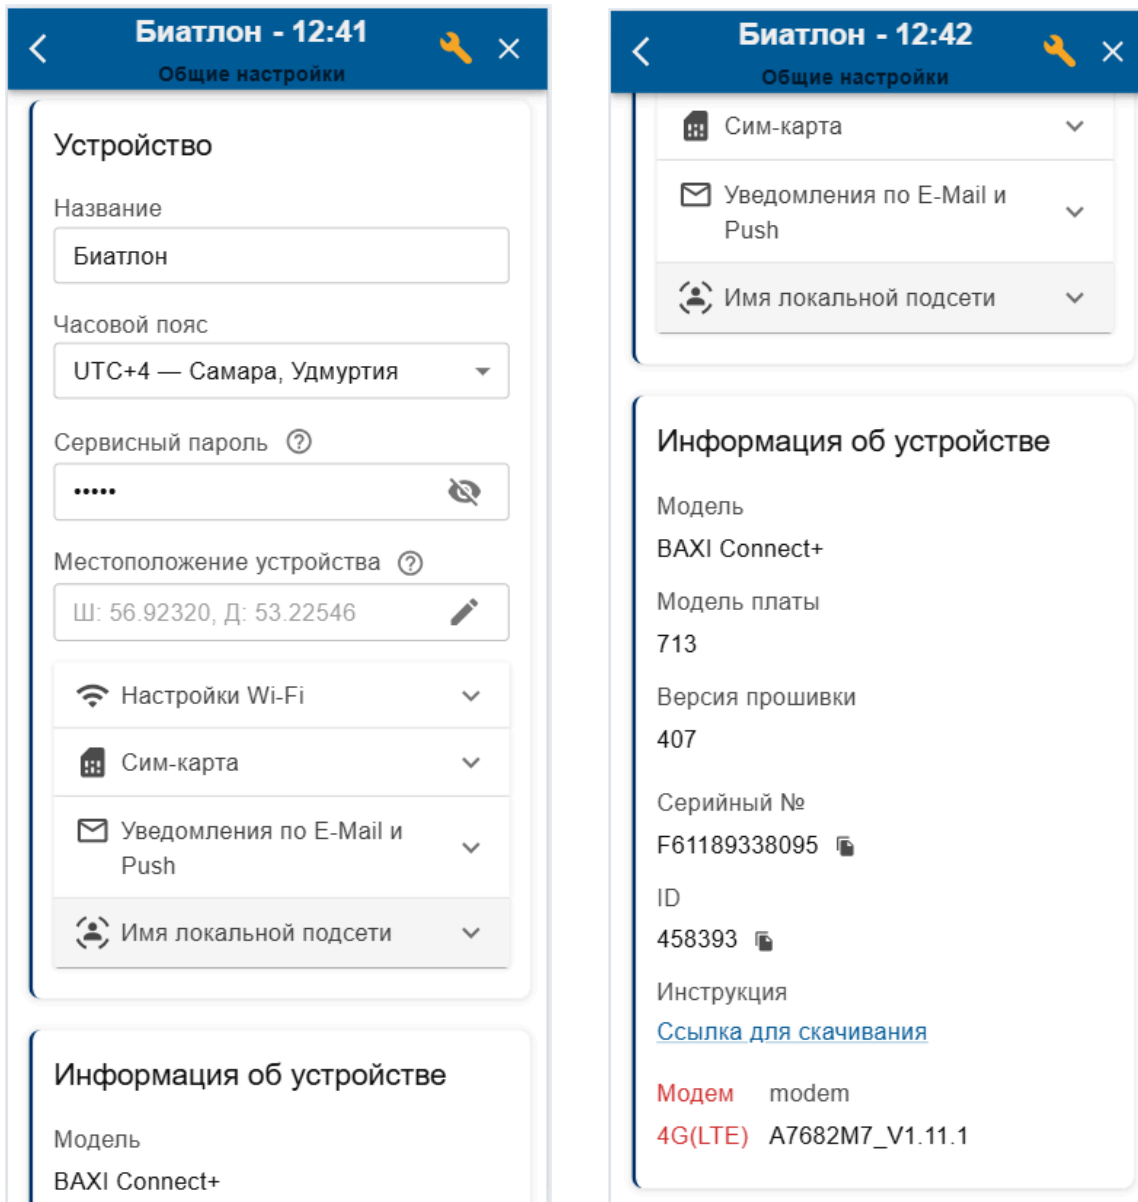 Биатлон - 12:41
Общие настройки
Устройство
Название
Биатлон
Часовой пояс
UTC+4 — Самара, Удмуртия
Сервисный пароль
•••••
Местоположение устройства
Ш: 56.92320, Д: 53.22546
Настройки Wi-Fi
Сим-карта
Уведомления по E-Mail и
Push
Имя локальной подсети
Информация об устройстве
Модель
BAXI Connect+
Биатлон - 12:42
Общие настройки
Сим-карта
Уведомления по E-Mail и
Push
Имя локальной подсети
Информация об устройстве
Модель
BAXI Connect+
Модель платы
713
Версия прошивки
407
Серийный №
F61189338095
ID
458393
Инструкция
Ссылка для скачивания
Модем modem
4G(LTE) A7682M7_V1.11.1